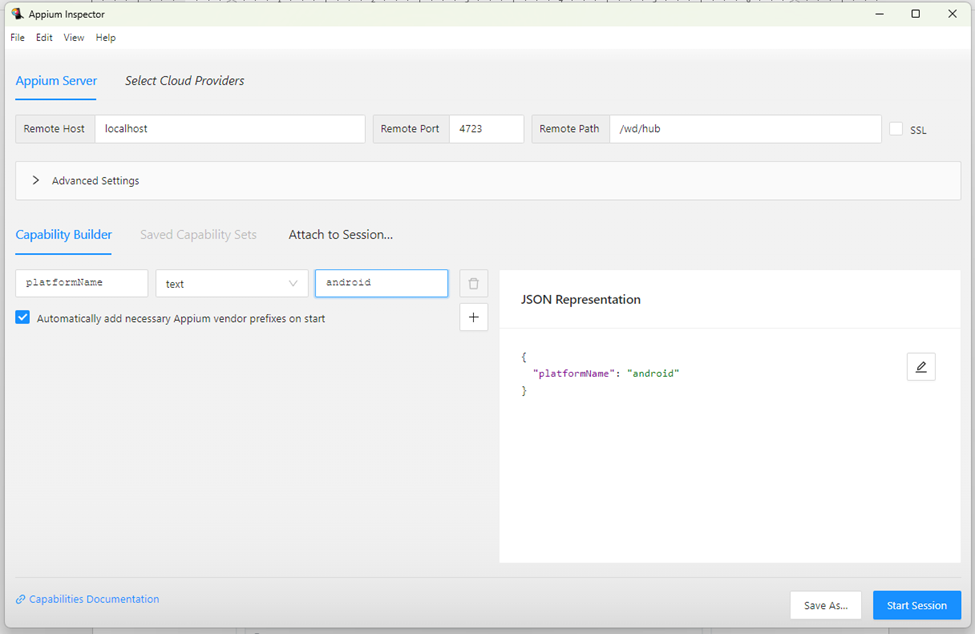 Appium Inspector
File Edit View Help
Appium Server Select Cloud Providers
Remote Host localhost Remote Port 4723 Remote Path /wd/hub SSL
Advanced Settings
Capability Builder Saved Capability Sets Attach to Session...
platformName text android
Automatically add necessary Appium vendor prefixes on start
JSON Representation
{
"platformName": "android"
}
Capabilities Documentation
Save As... Start Session